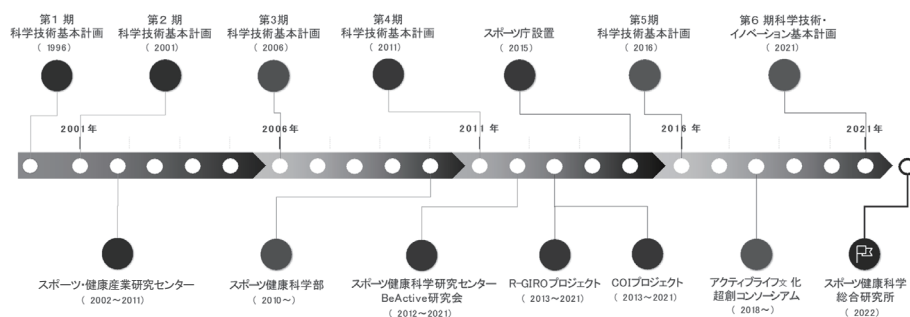 第1 期
科学技術基本計画
( 1996)
第2 期
科学技術基本計画
( 2001)
第3期
科学技術基本計画
( 2006)
第4期
科学技術基本計画
( 2011)
スポーツ庁設置
( 2015)
第5期
科学技術基本計画
( 2016)
第6 期科学技術・
イノベーション基本計画
( 2021)
2001年
2006年
2011 年
2016 年
2021年
スポーツ・健康産業研究センター
( 2002〜2011)
スポーツ健康科学部
( 2010〜)
スポーツ健康科学研究センター
BeActive研究会
( 2012〜2021)
R-GIROプロジェクト
( 2013〜2021)
COIプロジェクト
( 2013〜2021)
アクティブライフ文化
超創コンソーシアム
( 2018〜)
スポーツ健康科学
総合研究所
( 2022)